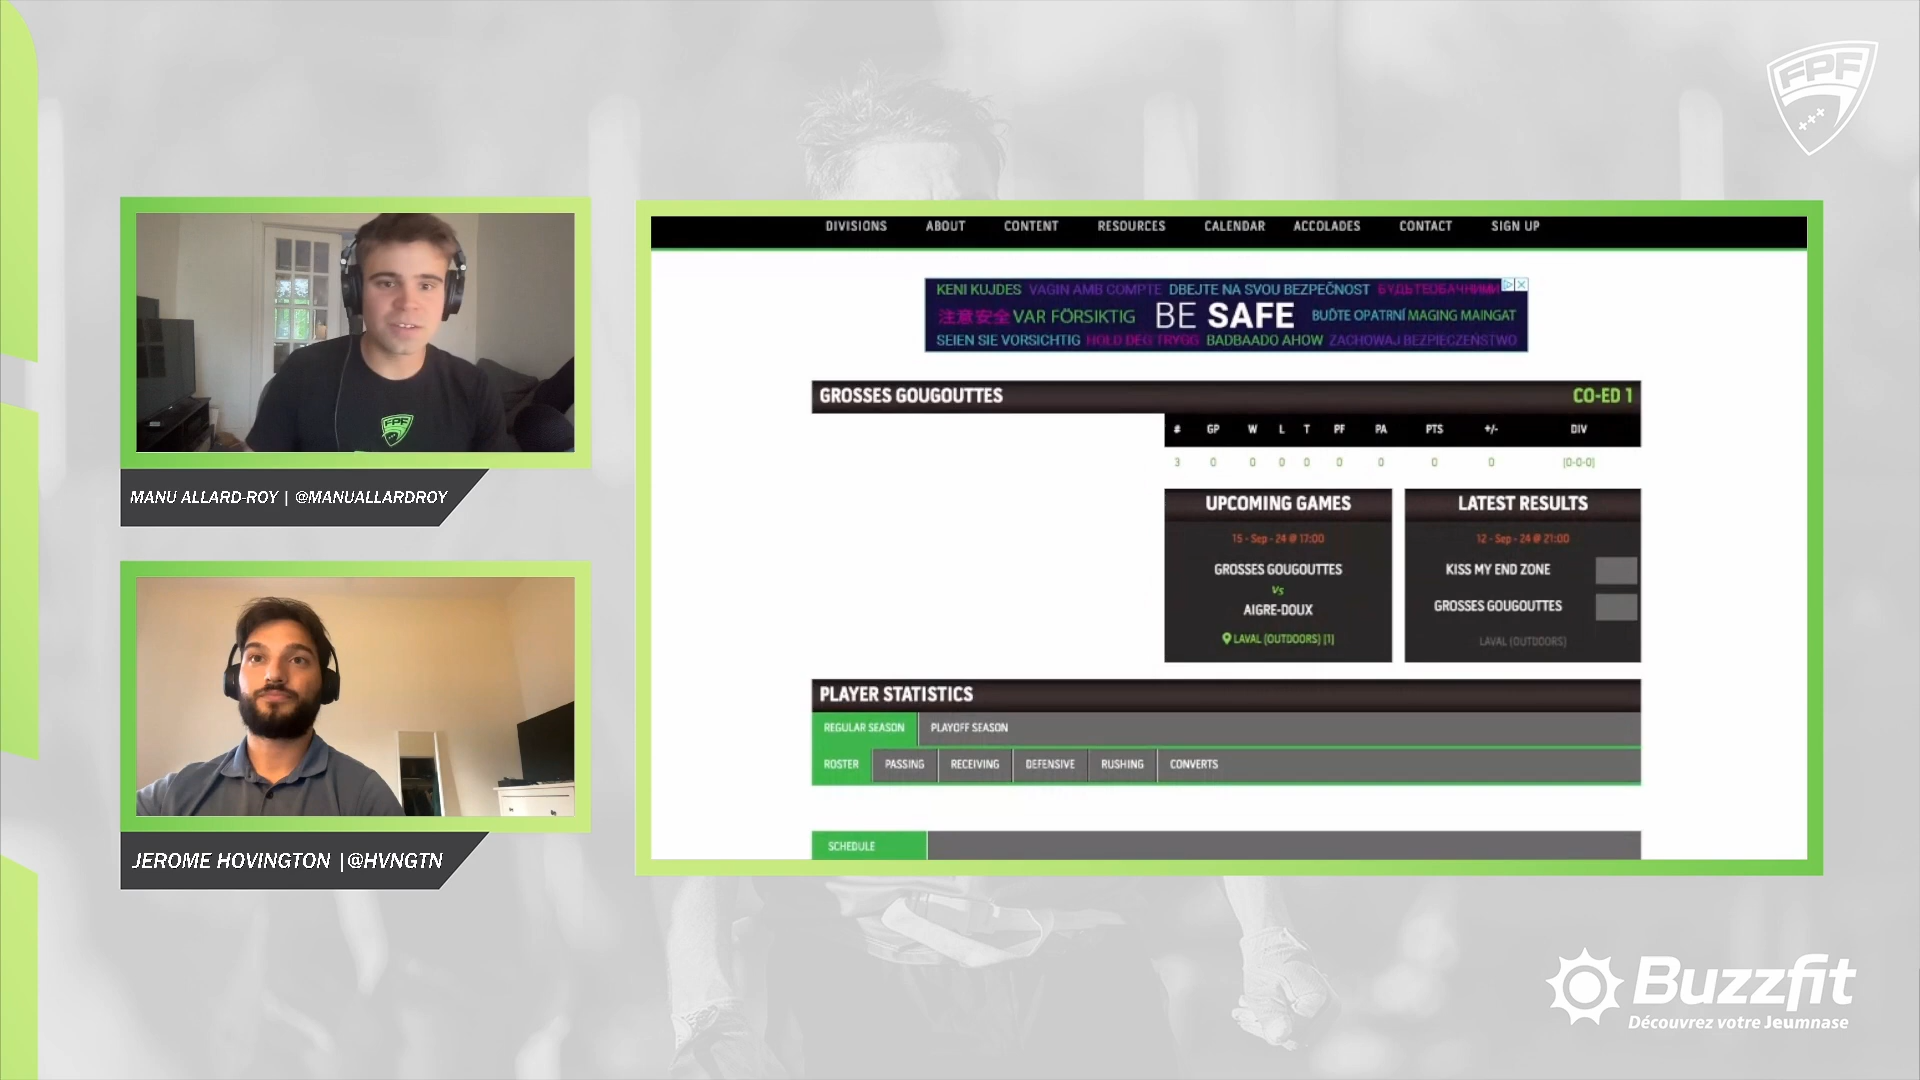 FPF
DIVISIONS ABOUT CONTENT RESOURCES CALENDAR ACCOLADES CONTACT SIGN UP
KENI KUJDES VAGIN AMB COMPTE DBEJTE NA SVOU BEZPEČNOST БУДЬТЕОБАЧНИМИ
注意安全 VAR FÖRSIKTIG BE SAFE BUĎTE OPATRNÍ MAGING MAINGAT
SEIEN SIE VORSICHTIG HOLD DEG TRYGG BADBAADO AHOW ZACHOWAJ BEZPIECZEŃSTWO
GROSSES GOUGOUTTES CO-ED 1
# GP W L T PF PA PTS +/- DIV
3 0 0 0 0 0 0 0 0 (0-0-0)
UPCOMING GAMES
15 - Sep - 24 @ 17:00
GROSSES GOUGOUTTES
Vs
AIGRE-DOUX
LAVAL (OUTDOORS) [1]
LATEST RESULTS
12 - Sep - 24 @ 21:00
KISS MY END ZONE
GROSSES GOUGOUTTES
LAVAL (OUTDOORS)
PLAYER STATISTICS
REGULAR SEASON PLAYOFF SEASON
ROSTER PASSING RECEIVING DEFENSIVE RUSHING CONVERTS
SCHEDULE
FPF
MANU ALLARD-ROY | @MANUALLARDROY
JEROME HOVINGTON |@HVNGTN
Buzzfit
Découvrez votre Jeumnase